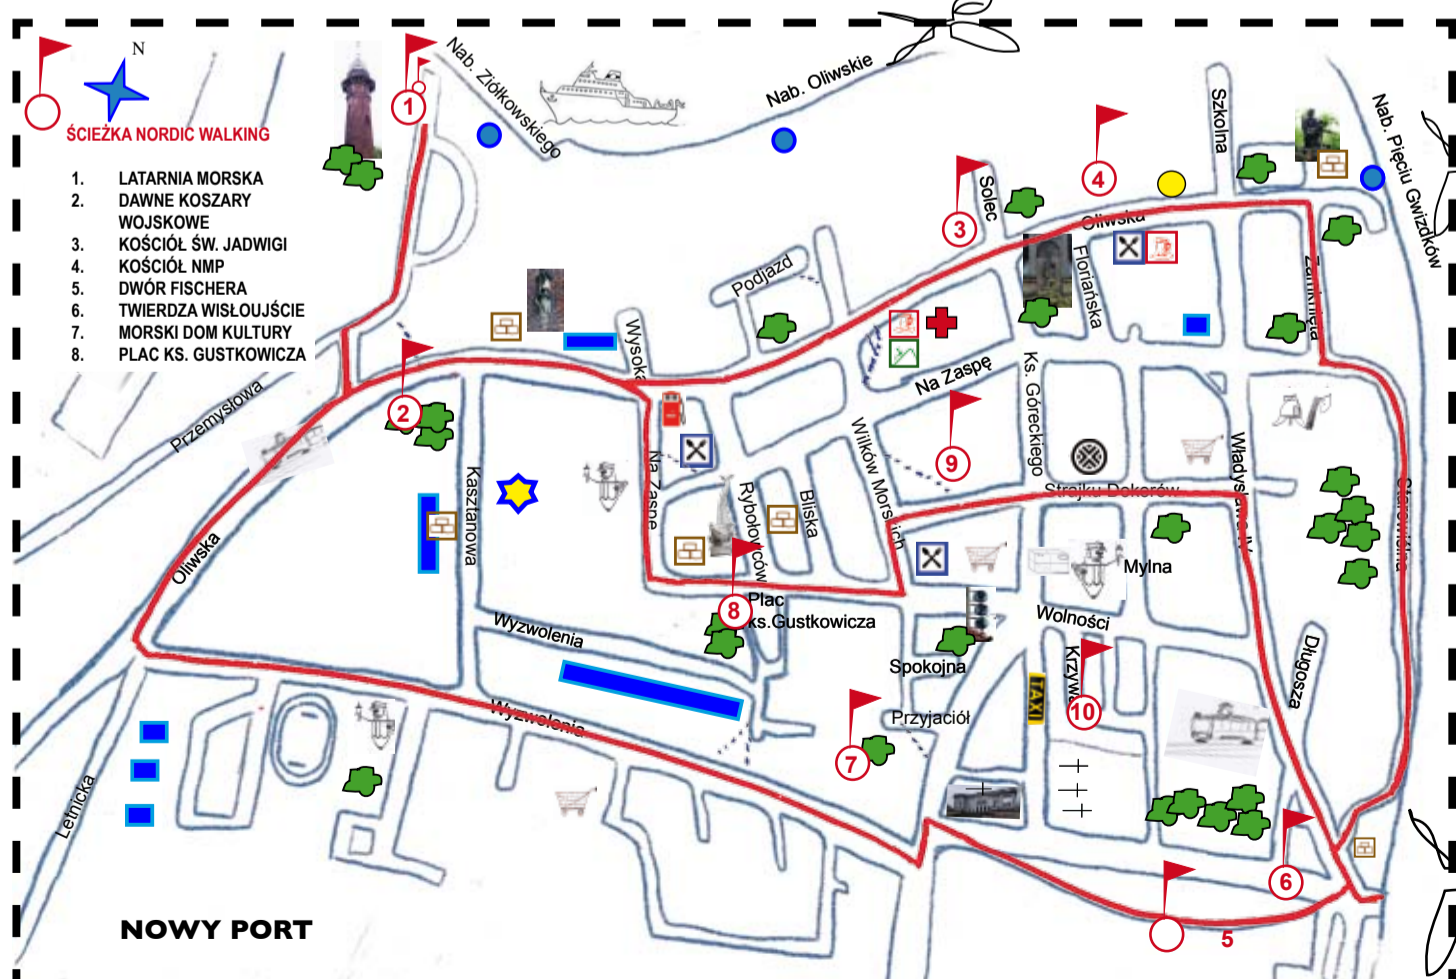 N
ŚCIEŻKA NORDIC WALKING
1. LATARNIA MORSKA
2. DAWNE KOSZARY
WOJSKOWE
3. KOŚCIÓŁ ŚW. JADWIGI
4. KOŚCIÓŁ NMP
5. DWÓR FISCHERA
6. TWIERDZA WISŁOUJŚCIE
7. MORSKI DOM KULTURY
8. PLAC KS. GUSTKOWICZA
1
Nab. Ziółkowskiego
Nab. Oliwskie
Szkolna
Nab. Pięciu Gwizdków
4
3
Solec
Oliwska
Floriańska
Zamknięta
Podjazd
Wysoka
Na Zaspę
Ks. Góreckiego
Przemysłowa
2
9
Kasztanowa
Na Zaspę
Rybołowców
Bliska
Wilków Morskich
Strajku Dokerów
Władysława IV
Oliwska
Mylna
8
Plac
ks.Gustkowicza
Wyzwolenia
Wolności
Spokojna
Krzywa
Długosza
TAXI
10
Przyjaciół
7
Wyzwolenia
Letnicka
6
5
NOWY PORT